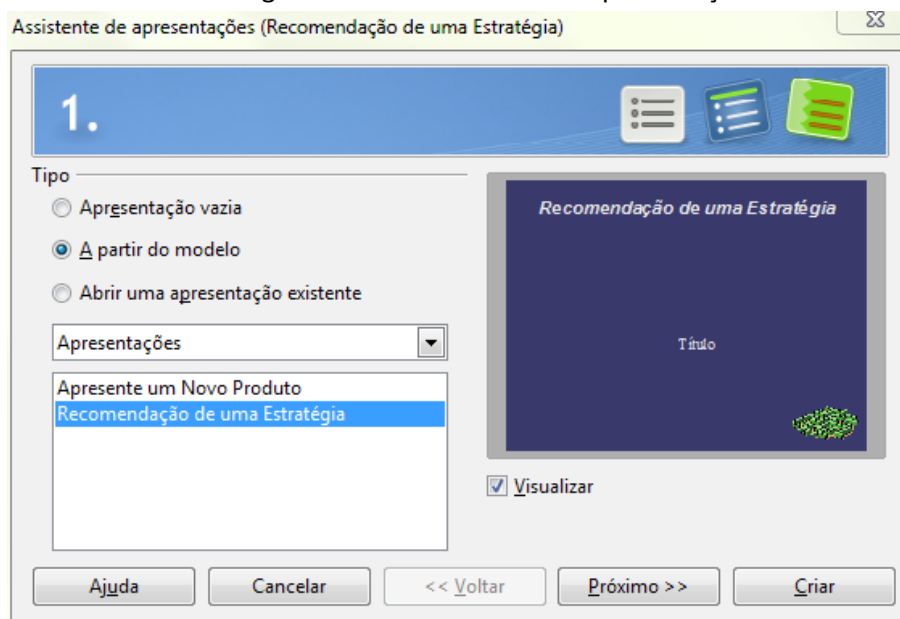 Assistente de apresentações (Recomendação de uma Estratégia)
1.
Tipo
Apresentação vazia
A partir do modelo
Abrir uma apresentação existente
Apresentações
Apresente um Novo Produto
Recomendação de uma Estratégia
Recomendação de uma Estratégia
Título
Visualizar
Ajuda
Cancelar
<< Voltar
Próximo >>
Criar